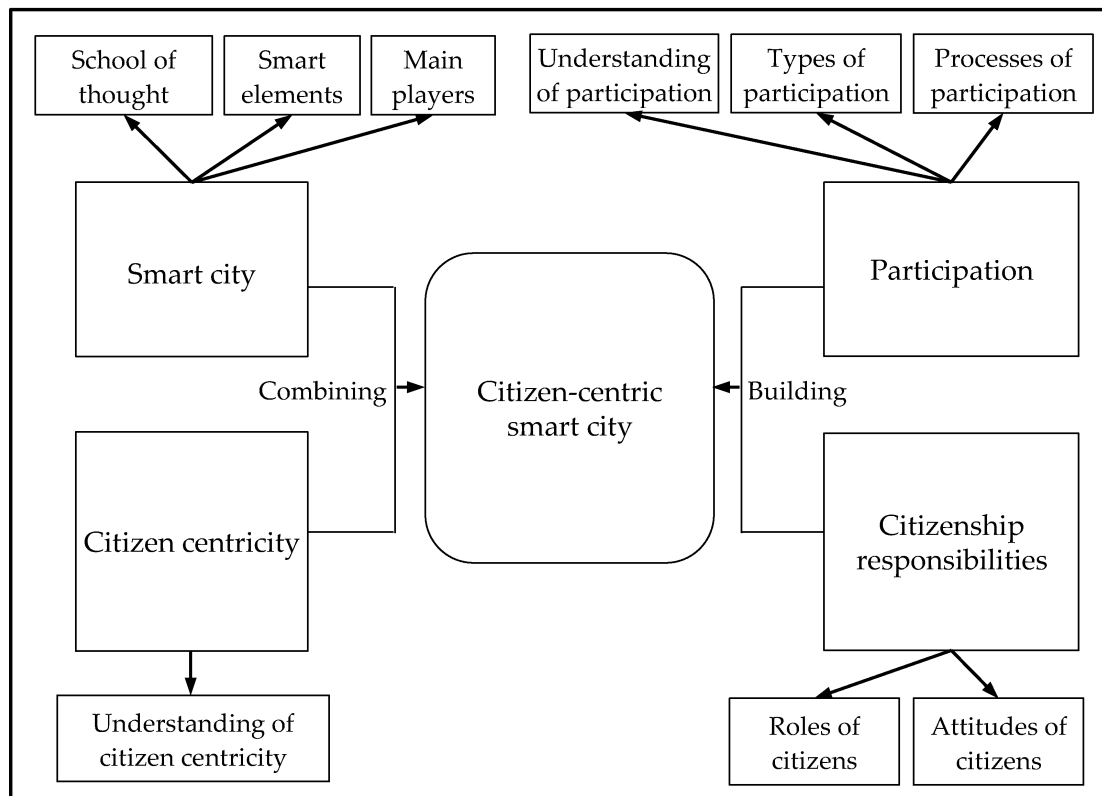 School of
thought
Smart
elements
Main
players
Understanding
of participation
Types of
participation
Processes of
participation
Smart city
Participation
Combining
Citizen-centric
smart city
Building
Citizen centricity
Citizenship
responsibilities
Understanding of
citizen centricity
Roles of
citizens
Attitudes of
citizens